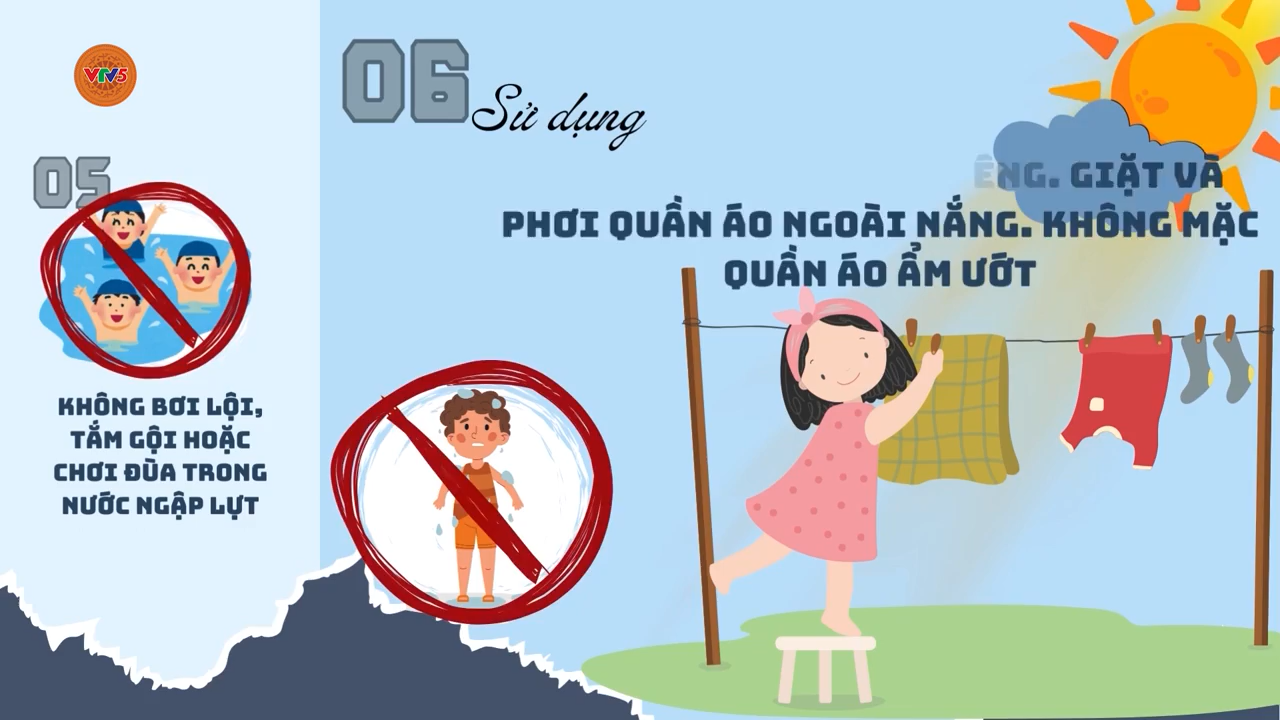 VTV5
05
KHÔNG BƠI LỘI,
TẮM GỘI HOẶC
CHƠI ĐÙA TRONG
NƯỚC NGẬP LỤT
06
Sử dụng
ÊNG. GIẶT VÀ
PHƠI QUẦN ÁO NGOÀI NẮNG. KHÔNG MẶC
QUẦN ÁO ẨM ƯỚT